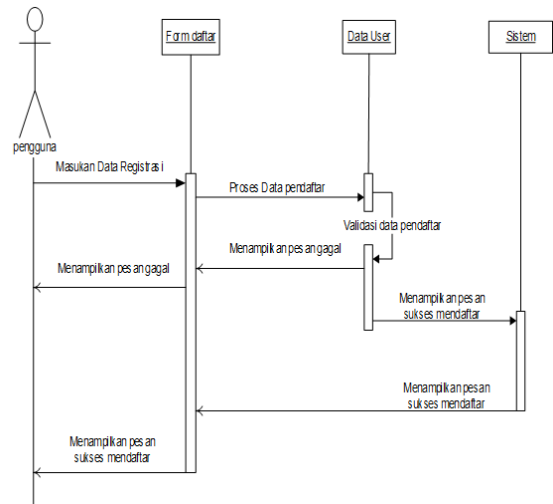 Form daftar
Data User
Sistem
pengguna
Masukan Data Registrasi
Proses Data pendaftar
Validasi data pendaftar
Menampilkan pesan gagal
Menampilkan pesan gagal
Menampilkan pesan
sukses mendaftar
Menampilkan pesan
sukses mendaftar
Menampilkan pesan
sukses mendaftar